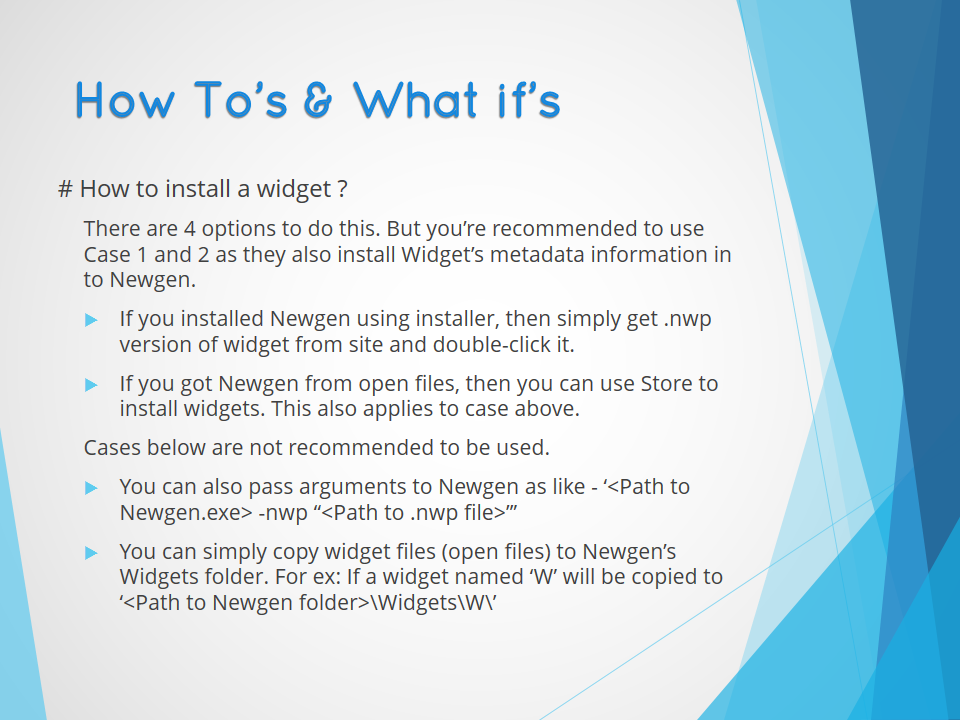 How To’s & What if’s
# How to install a widget ?
There are 4 options to do this. But you’re recommended to use
Case 1 and 2 as they also install Widget’s metadata information in
to Newgen.
If you installed Newgen using installer, then simply get .nwp
version of widget from site and double-click it.
If you got Newgen from open files, then you can use Store to
install widgets. This also applies to case above.
Cases below are not recommended to be used.
You can also pass arguments to Newgen as like - ‘<Path to
Newgen.exe> -nwp “<Path to .nwp file>”’
You can simply copy widget files (open files) to Newgen’s
Widgets folder. For ex: If a widget named ‘W’ will be copied to
‘<Path to Newgen folder>\Widgets\W\’